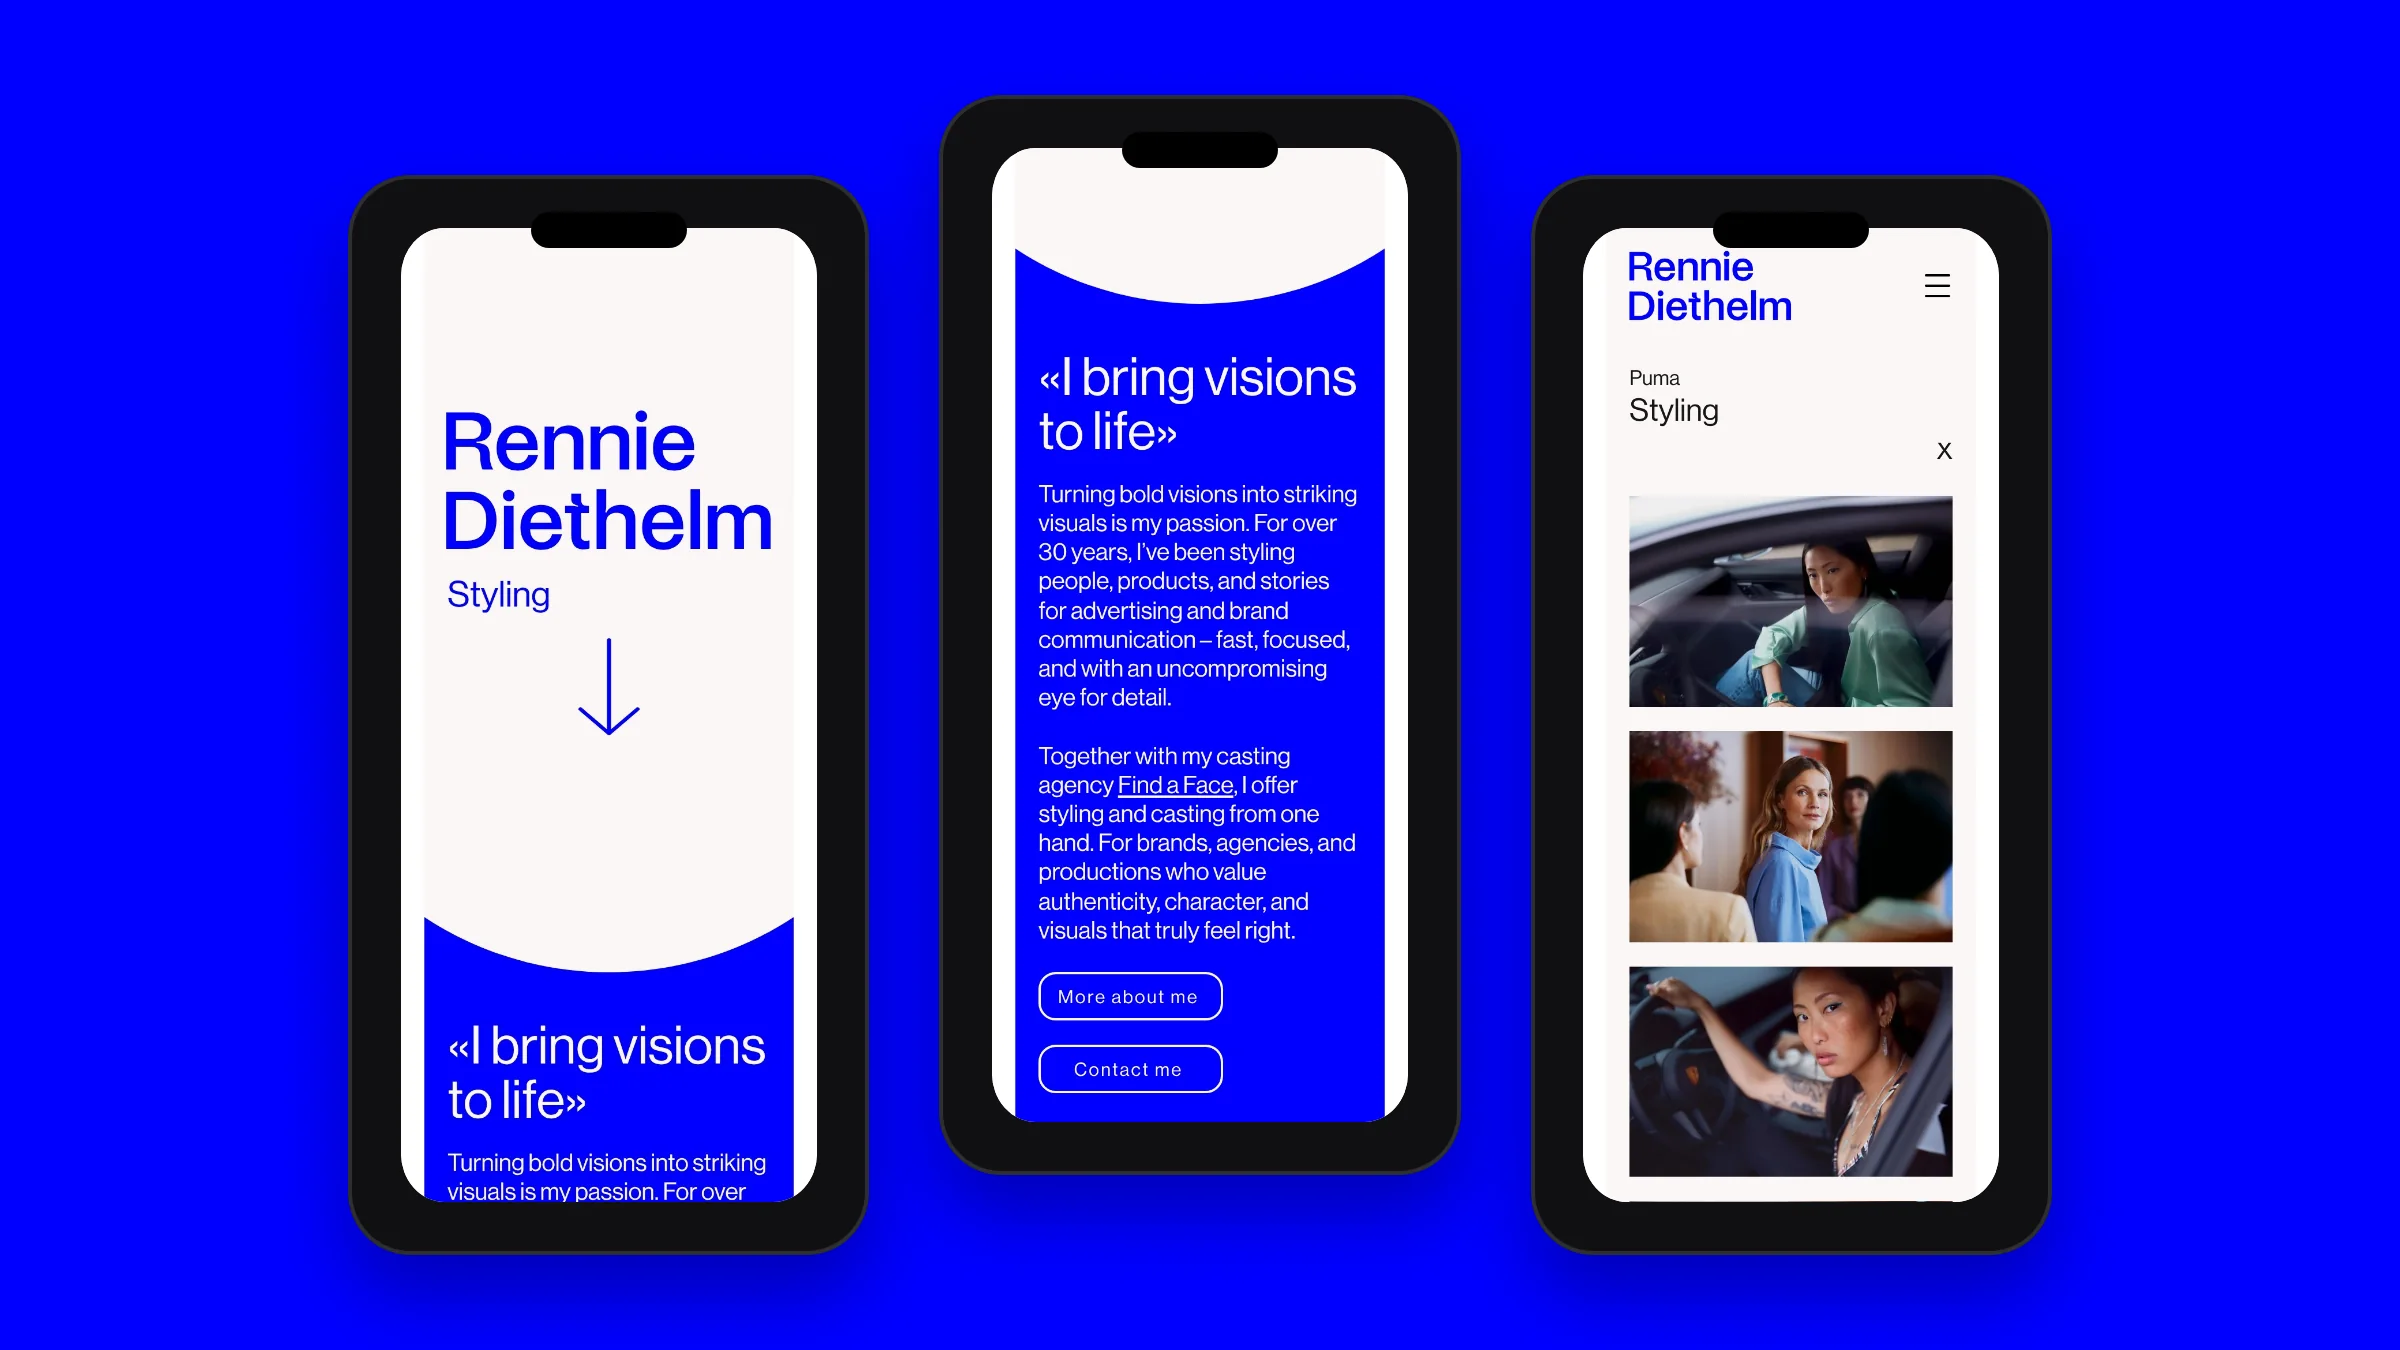 Rennie
Diethelm
Styling
«I bring visions
to life»
Turning bold visions into striking
visuals is my passion. For over
«I bring visions
to life»
Turning bold visions into striking
visuals is my passion. For over
30 years, I’ve been styling
people, products, and stories
for advertising and brand
communication – fast, focused,
and with an uncompromising
eye for detail.
Together with my casting
agency Find a Face, I offer
styling and casting from one
hand. For brands, agencies, and
productions who value
authenticity, character, and
visuals that truly feel right.
More about me
Contact me
Rennie
Diethelm
Puma
Styling
X